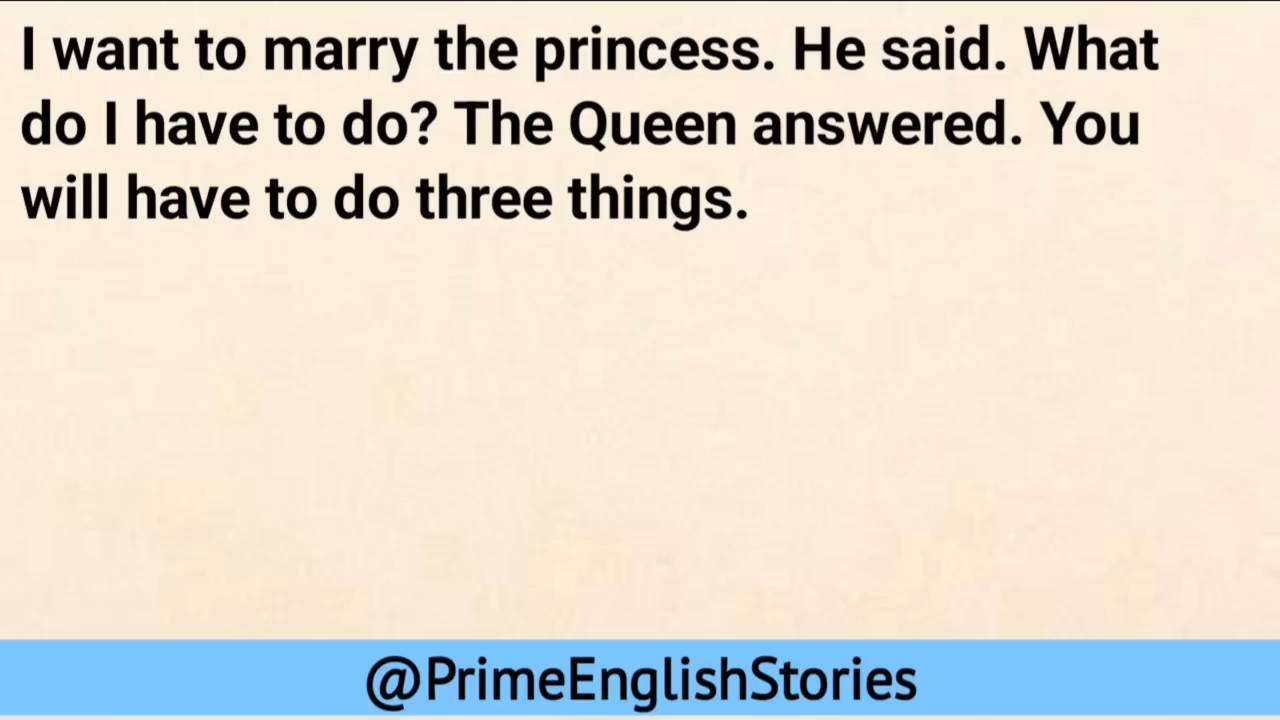 I want to marry the princess. He said. What
do I have to do? The Queen answered. You
will have to do three things.
@PrimeEnglishStories